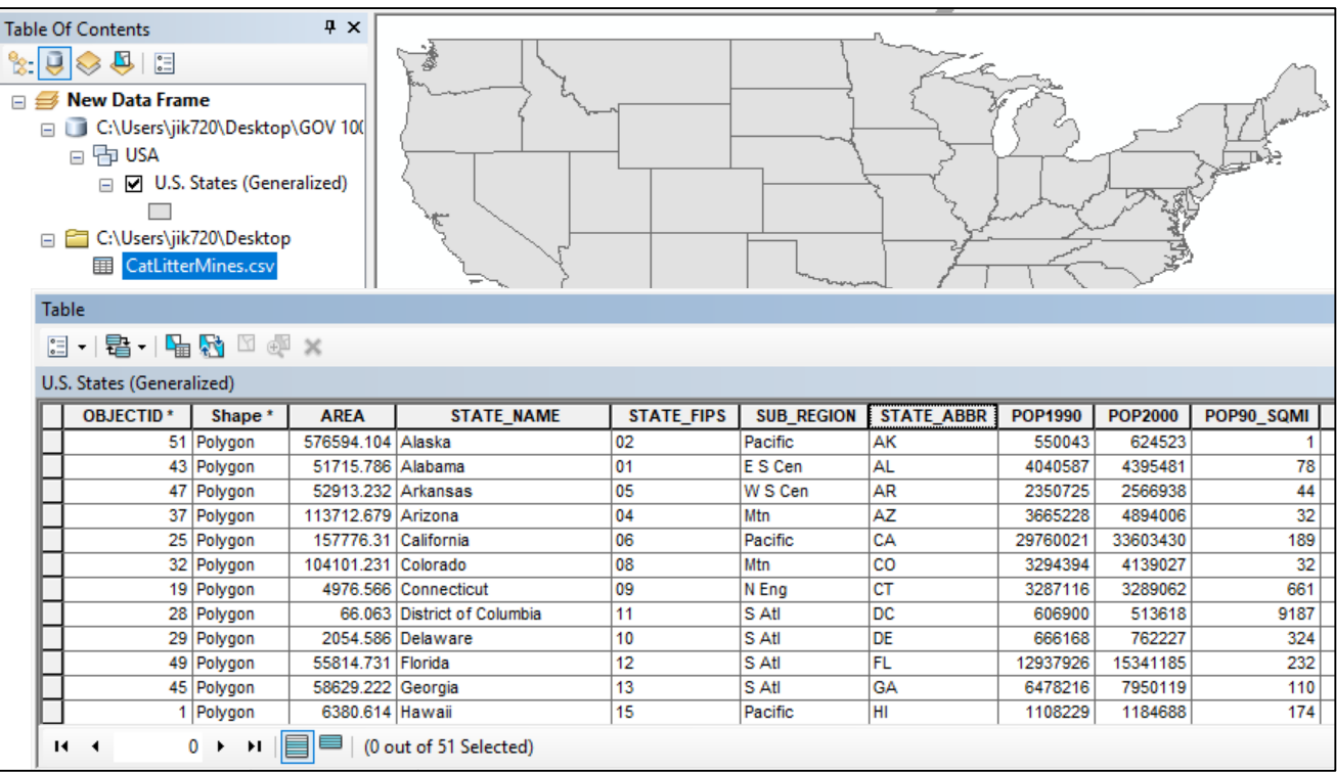 Table Of Contents
New Data Frame
C:\Users\jik720\Desktop\GOV 100
USA
U.S. States (Generalized)
C:\Users\jik720\Desktop
CatLitterMines.csv
Table
U.S. States (Generalized)
OBJECTID * Shape * AREA STATE_NAME STATE_FIPS SUB_REGION STATE_ABBR POP1990 POP2000 POP90_SQMI
51 Polygon 576594.104 Alaska 02 Pacific AK 550043 624523 1
43 Polygon 51715.786 Alabama 01 E S Cen AL 4040587 4395481 78
47 Polygon 52913.232 Arkansas 05 W S Cen AR 2350725 2566938 44
37 Polygon 113712.679 Arizona 04 Mtn AZ 3665228 4894006 32
25 Polygon 157776.31 California 06 Pacific CA 29760021 33603430 189
32 Polygon 104101.231 Colorado 08 Mtn CO 3294394 4139027 32
19 Polygon 4976.566 Connecticut 09 N Eng CT 3287116 3289062 661
28 Polygon 66.063 District of Columbia 11 S Atl DC 606900 513618 9187
29 Polygon 2054.586 Delaware 10 S Atl DE 666168 762227 324
49 Polygon 55814.731 Florida 12 S Atl FL 12937926 15341185 232
45 Polygon 58629.222 Georgia 13 S Atl GA 6478216 7950119 110
1 Polygon 6380.614 Hawaii 15 Pacific HI 1108229 1184688 174
0 (0 out of 51 Selected)